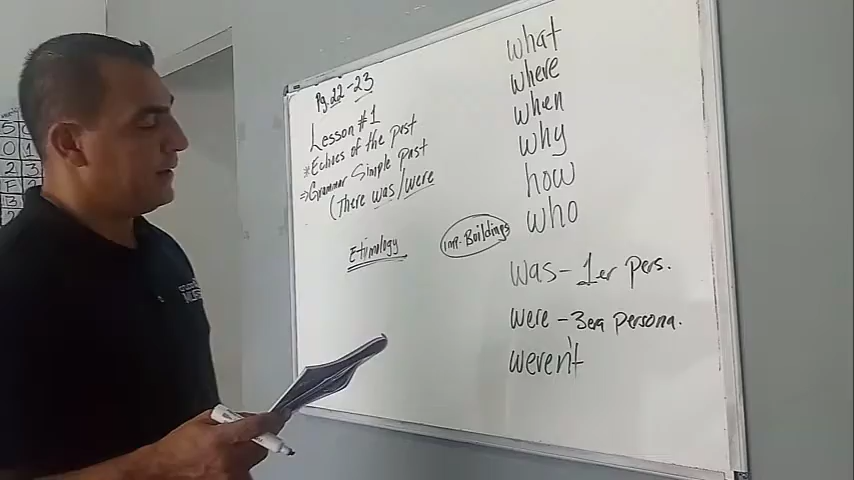 Pg. 22-23
Lesson #1
*Echoes of the past
→Grammar Simple Past
(There was/were
Etimology
Imp. Buildings
what
where
when
why
how
who
was - 1er pers.
were - 3era persona.
weren't